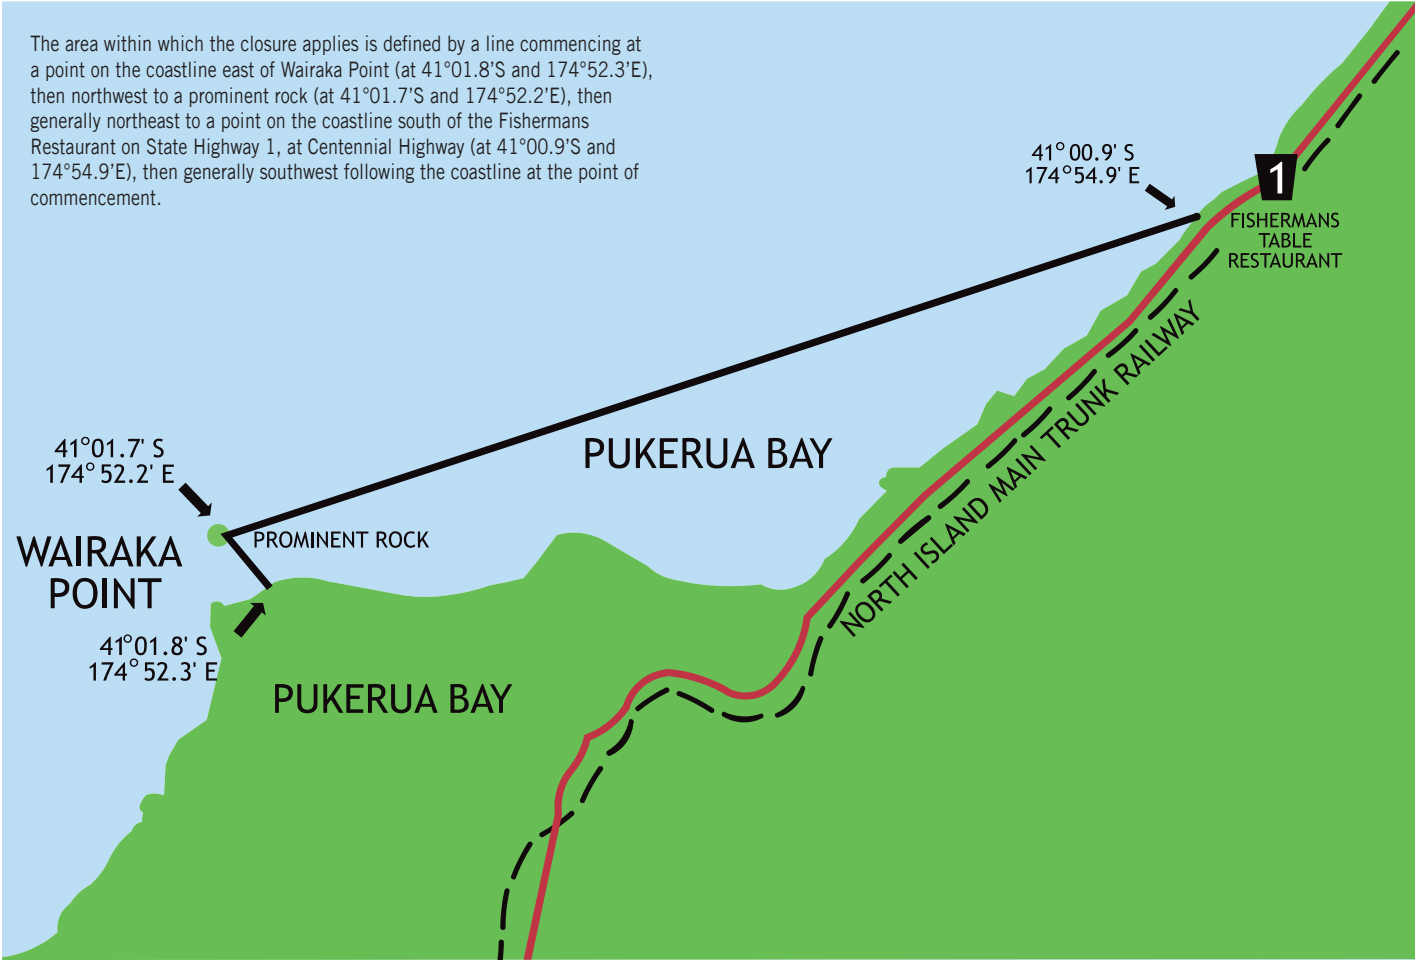 The area within which the closure applies is defined by a line commencing at
a point on the coastline east of Wairaka Point (at 41°01.8’S and 174°52.3’E),
then northwest to a prominent rock (at 41°01.7’S and 174°52.2’E), then
generally northeast to a point on the coastline south of the Fishermans
Restaurant on State Highway 1, at Centennial Highway (at 41°00.9’S and
174°54.9’E), then generally southwest following the coastline at the point of
commencement.
41° 00.9' S
174°54.9' E
1
FISHERMANS
TABLE
RESTAURANT
NORTH ISLAND MAIN TRUNK RAILWAY
PUKERUA BAY
41°01.7' S
174° 52.2' E
PROMINENT ROCK
WAIRAKA
POINT
41°01.8' S
174° 52.3' E
PUKERUA BAY